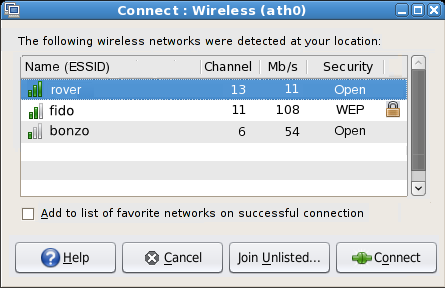 Connect : Wireless (ath0)
The following wireless networks were detected at your location:
Name (ESSID) Channel Mb/s Security
rover 13 11 Open
fido 11 108 WEP
bonzo 6 54 Open
Add to list of favorite networks on successful connection
Help Cancel Join Unlisted... Connect